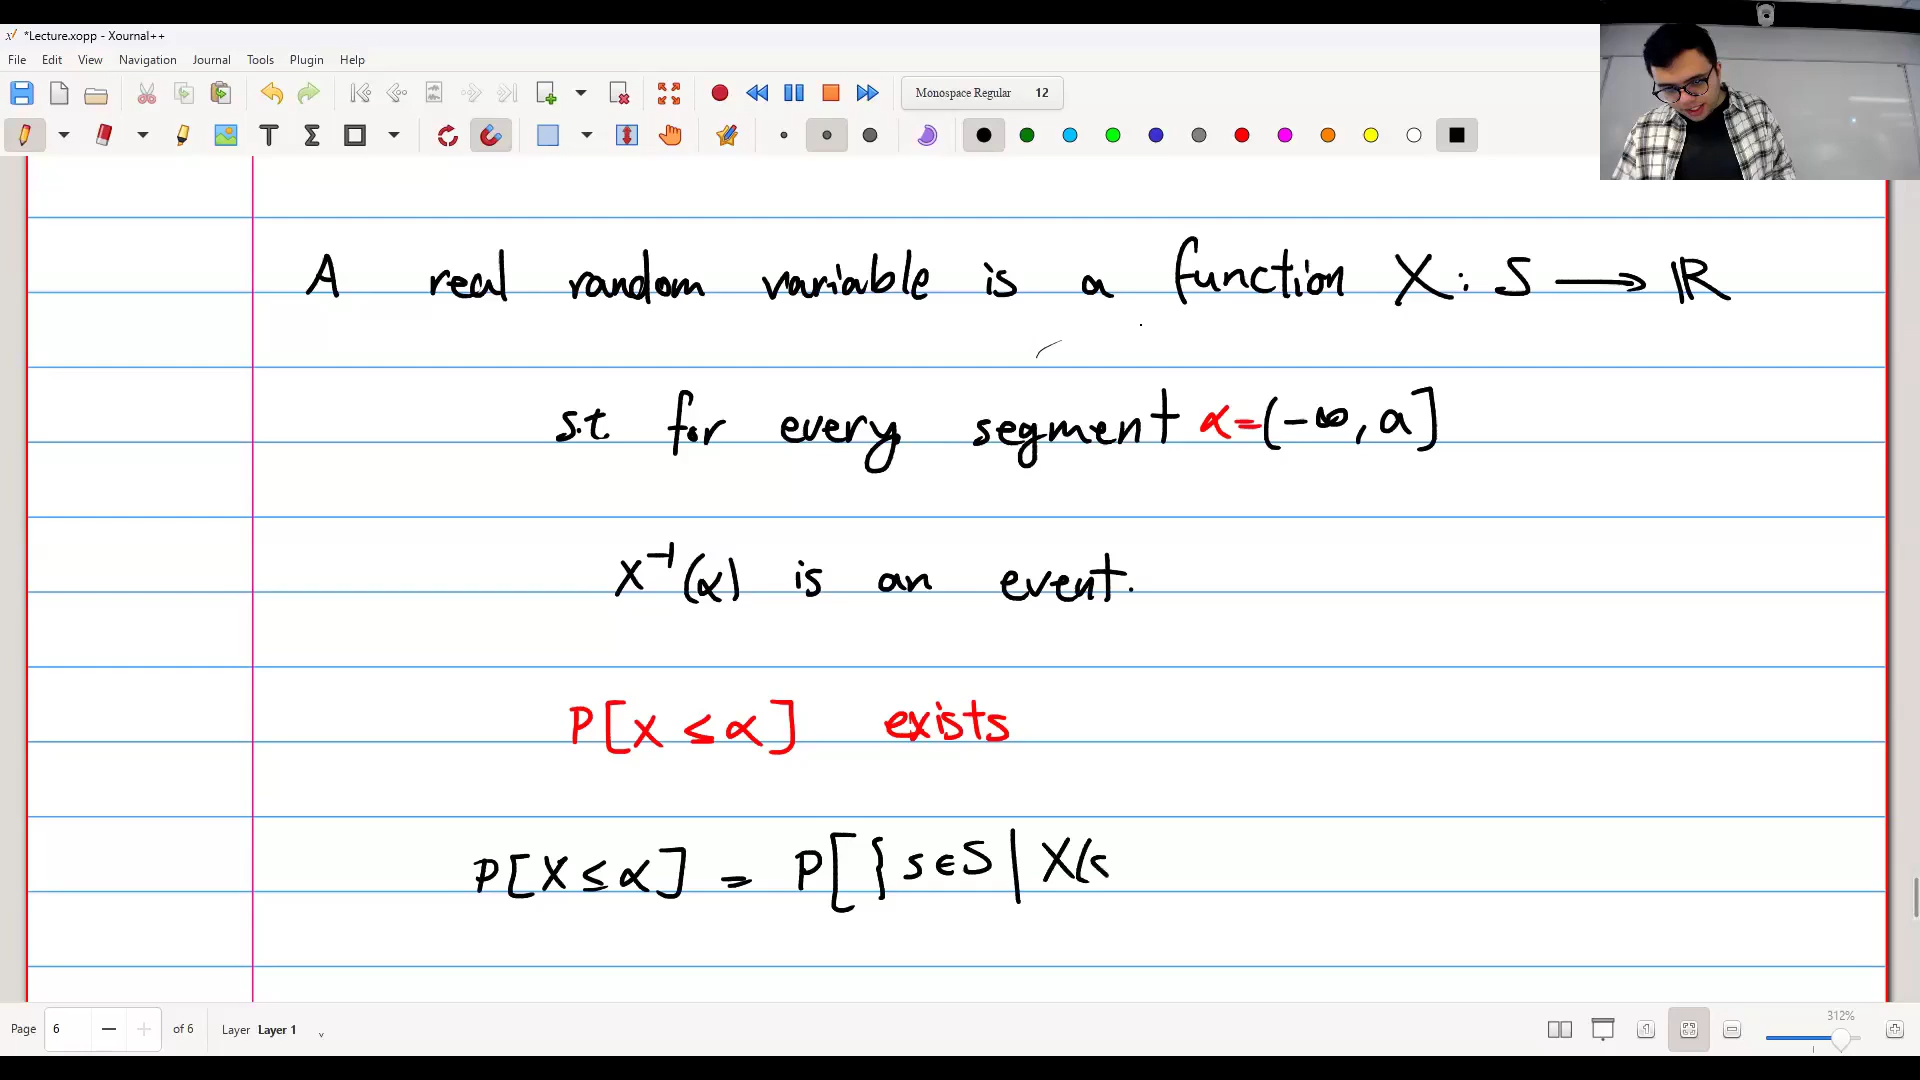 *Lecture.xopp - Xournal++
File Edit View Navigation Journal Tools Plugin Help
Monospace Regular 12
A real random variable is a function X : S ⟶ ℝ
s.t for every segment α = (-∞, a]
X⁻¹(α) is an event.
P[X ≤ α] exists
P[X ≤ α] = P[{s ∈ S | X(s
Page 6 of 6 Layer Layer 1
312%